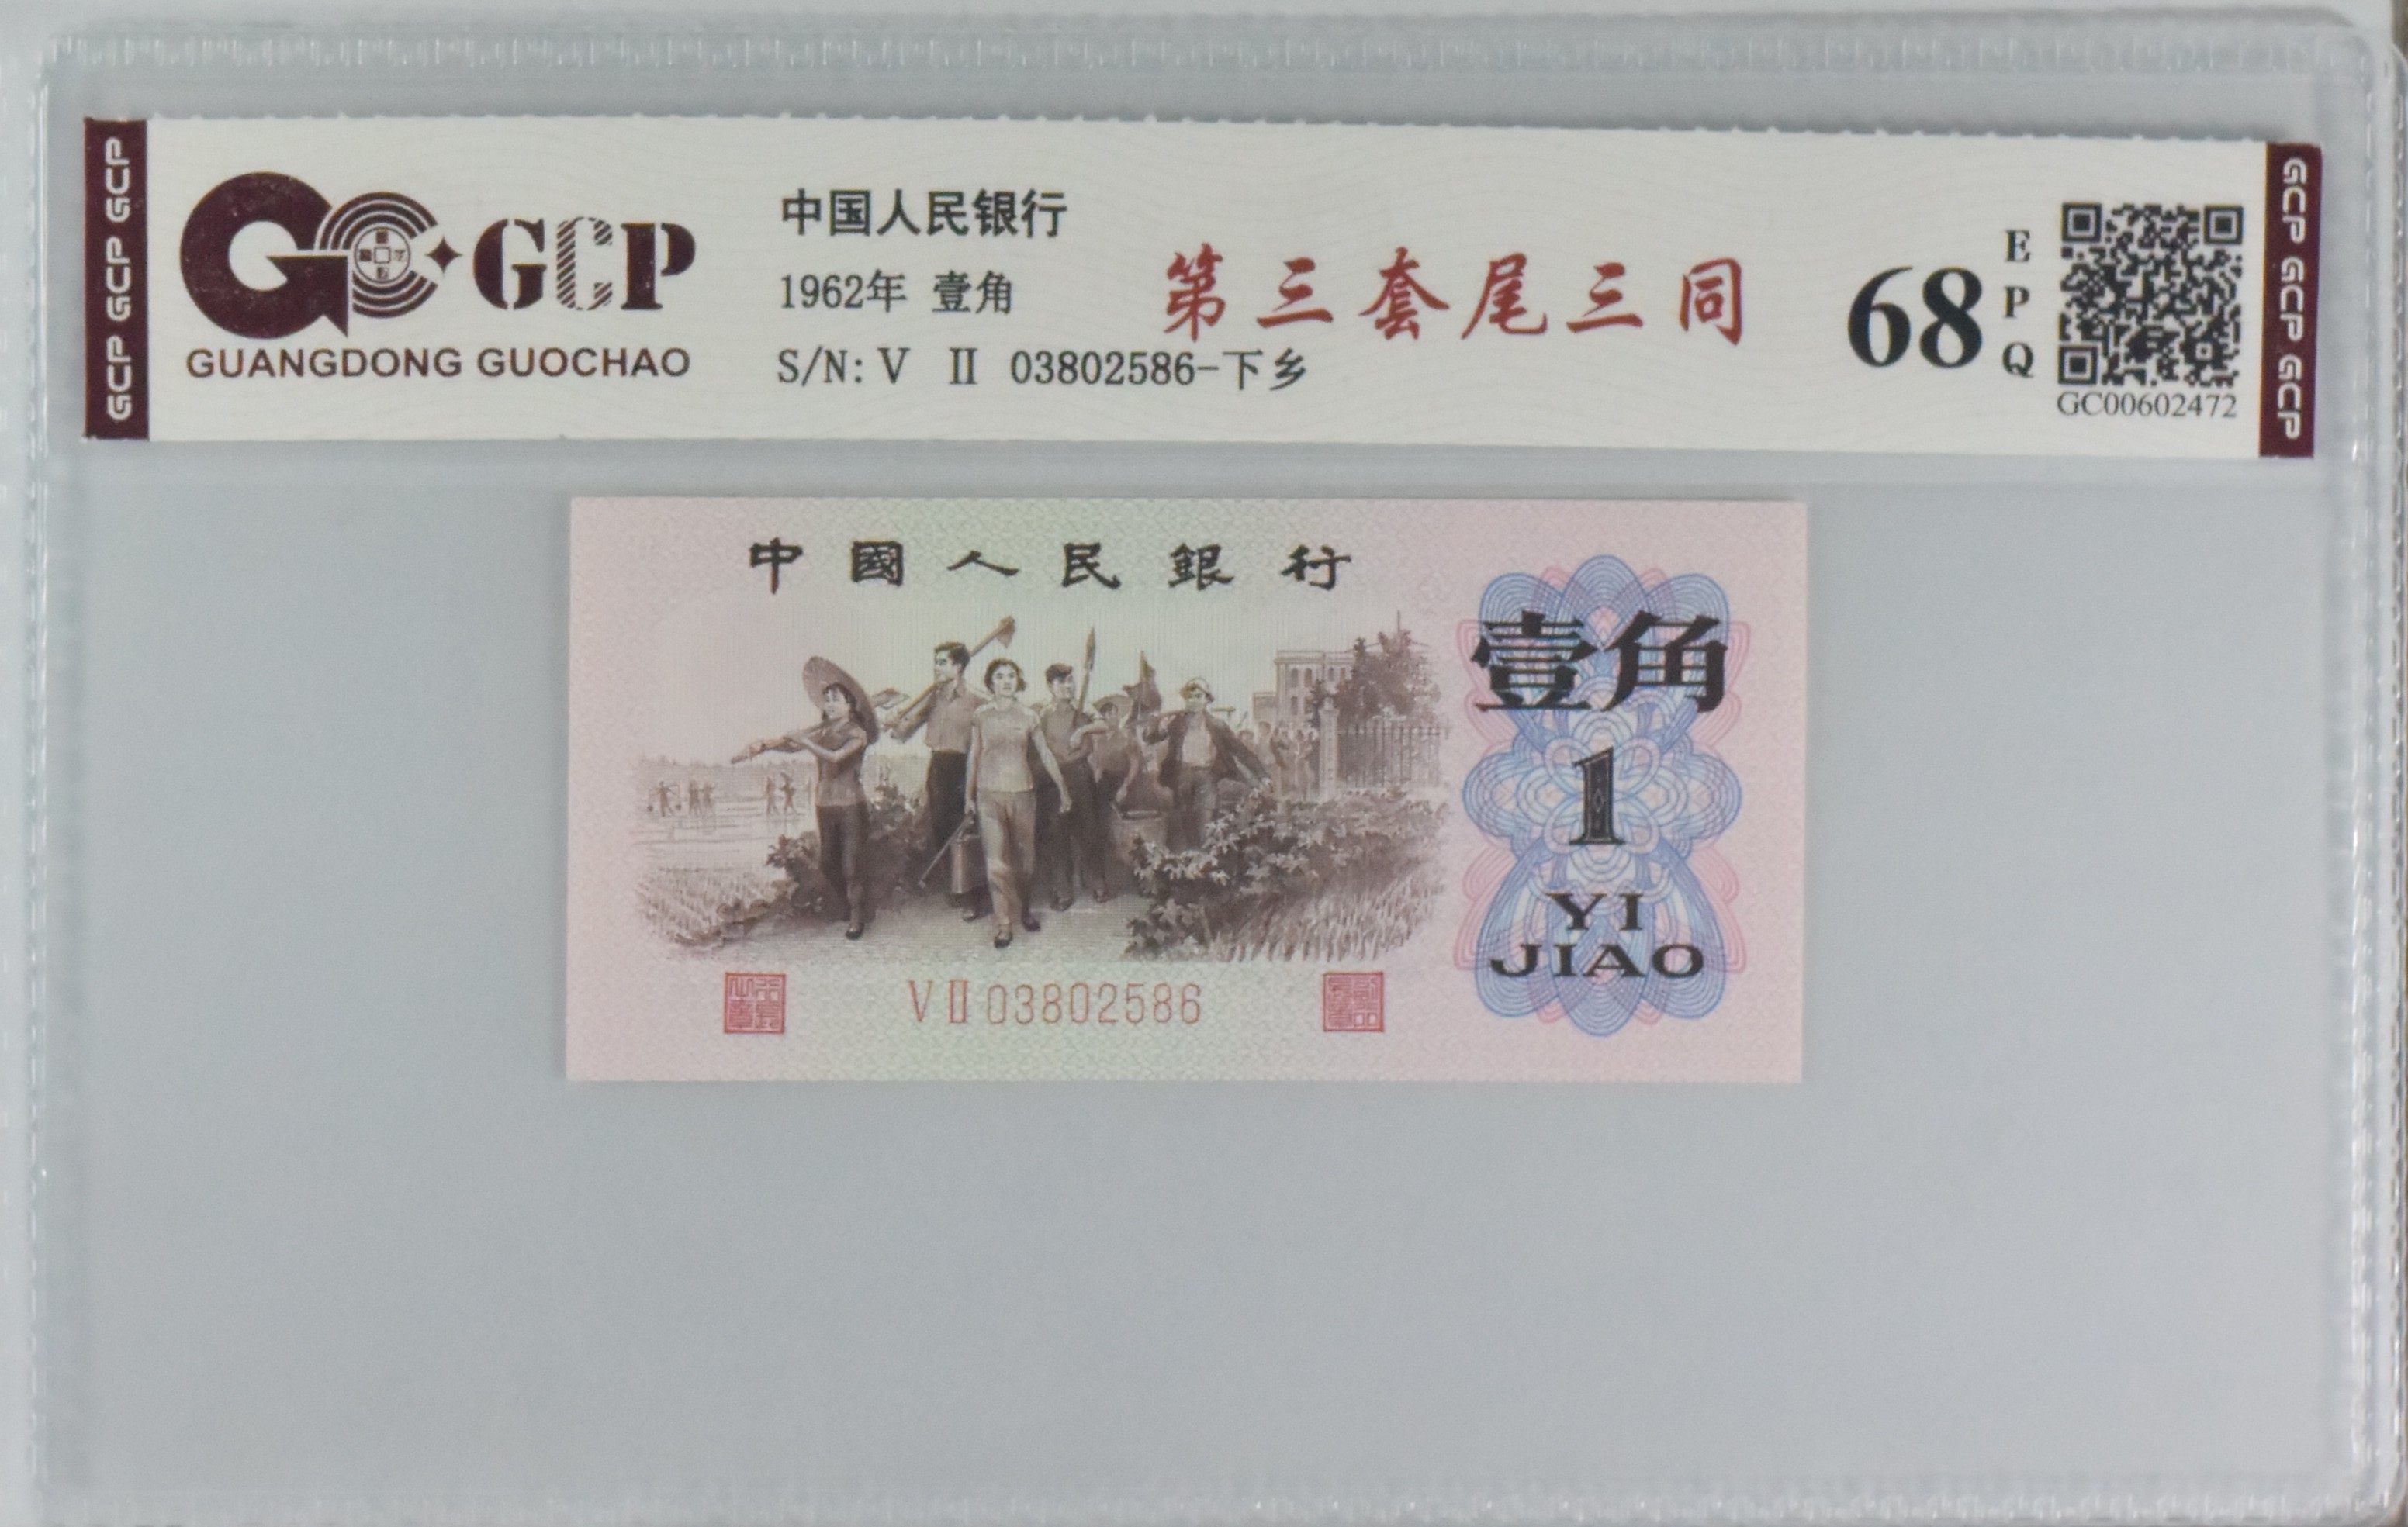 GCP GCP GCP
GCP
GUANGDONG GUOCHAO
中国人民银行
1962年 壹角
S/N: V Ⅱ 03802586-下乡
第三套尾三同
68
EPQ
GC00602472
GCP GCP GCP
中國人民銀行
壹角
1
YI
JIAO
V Ⅱ 03802586